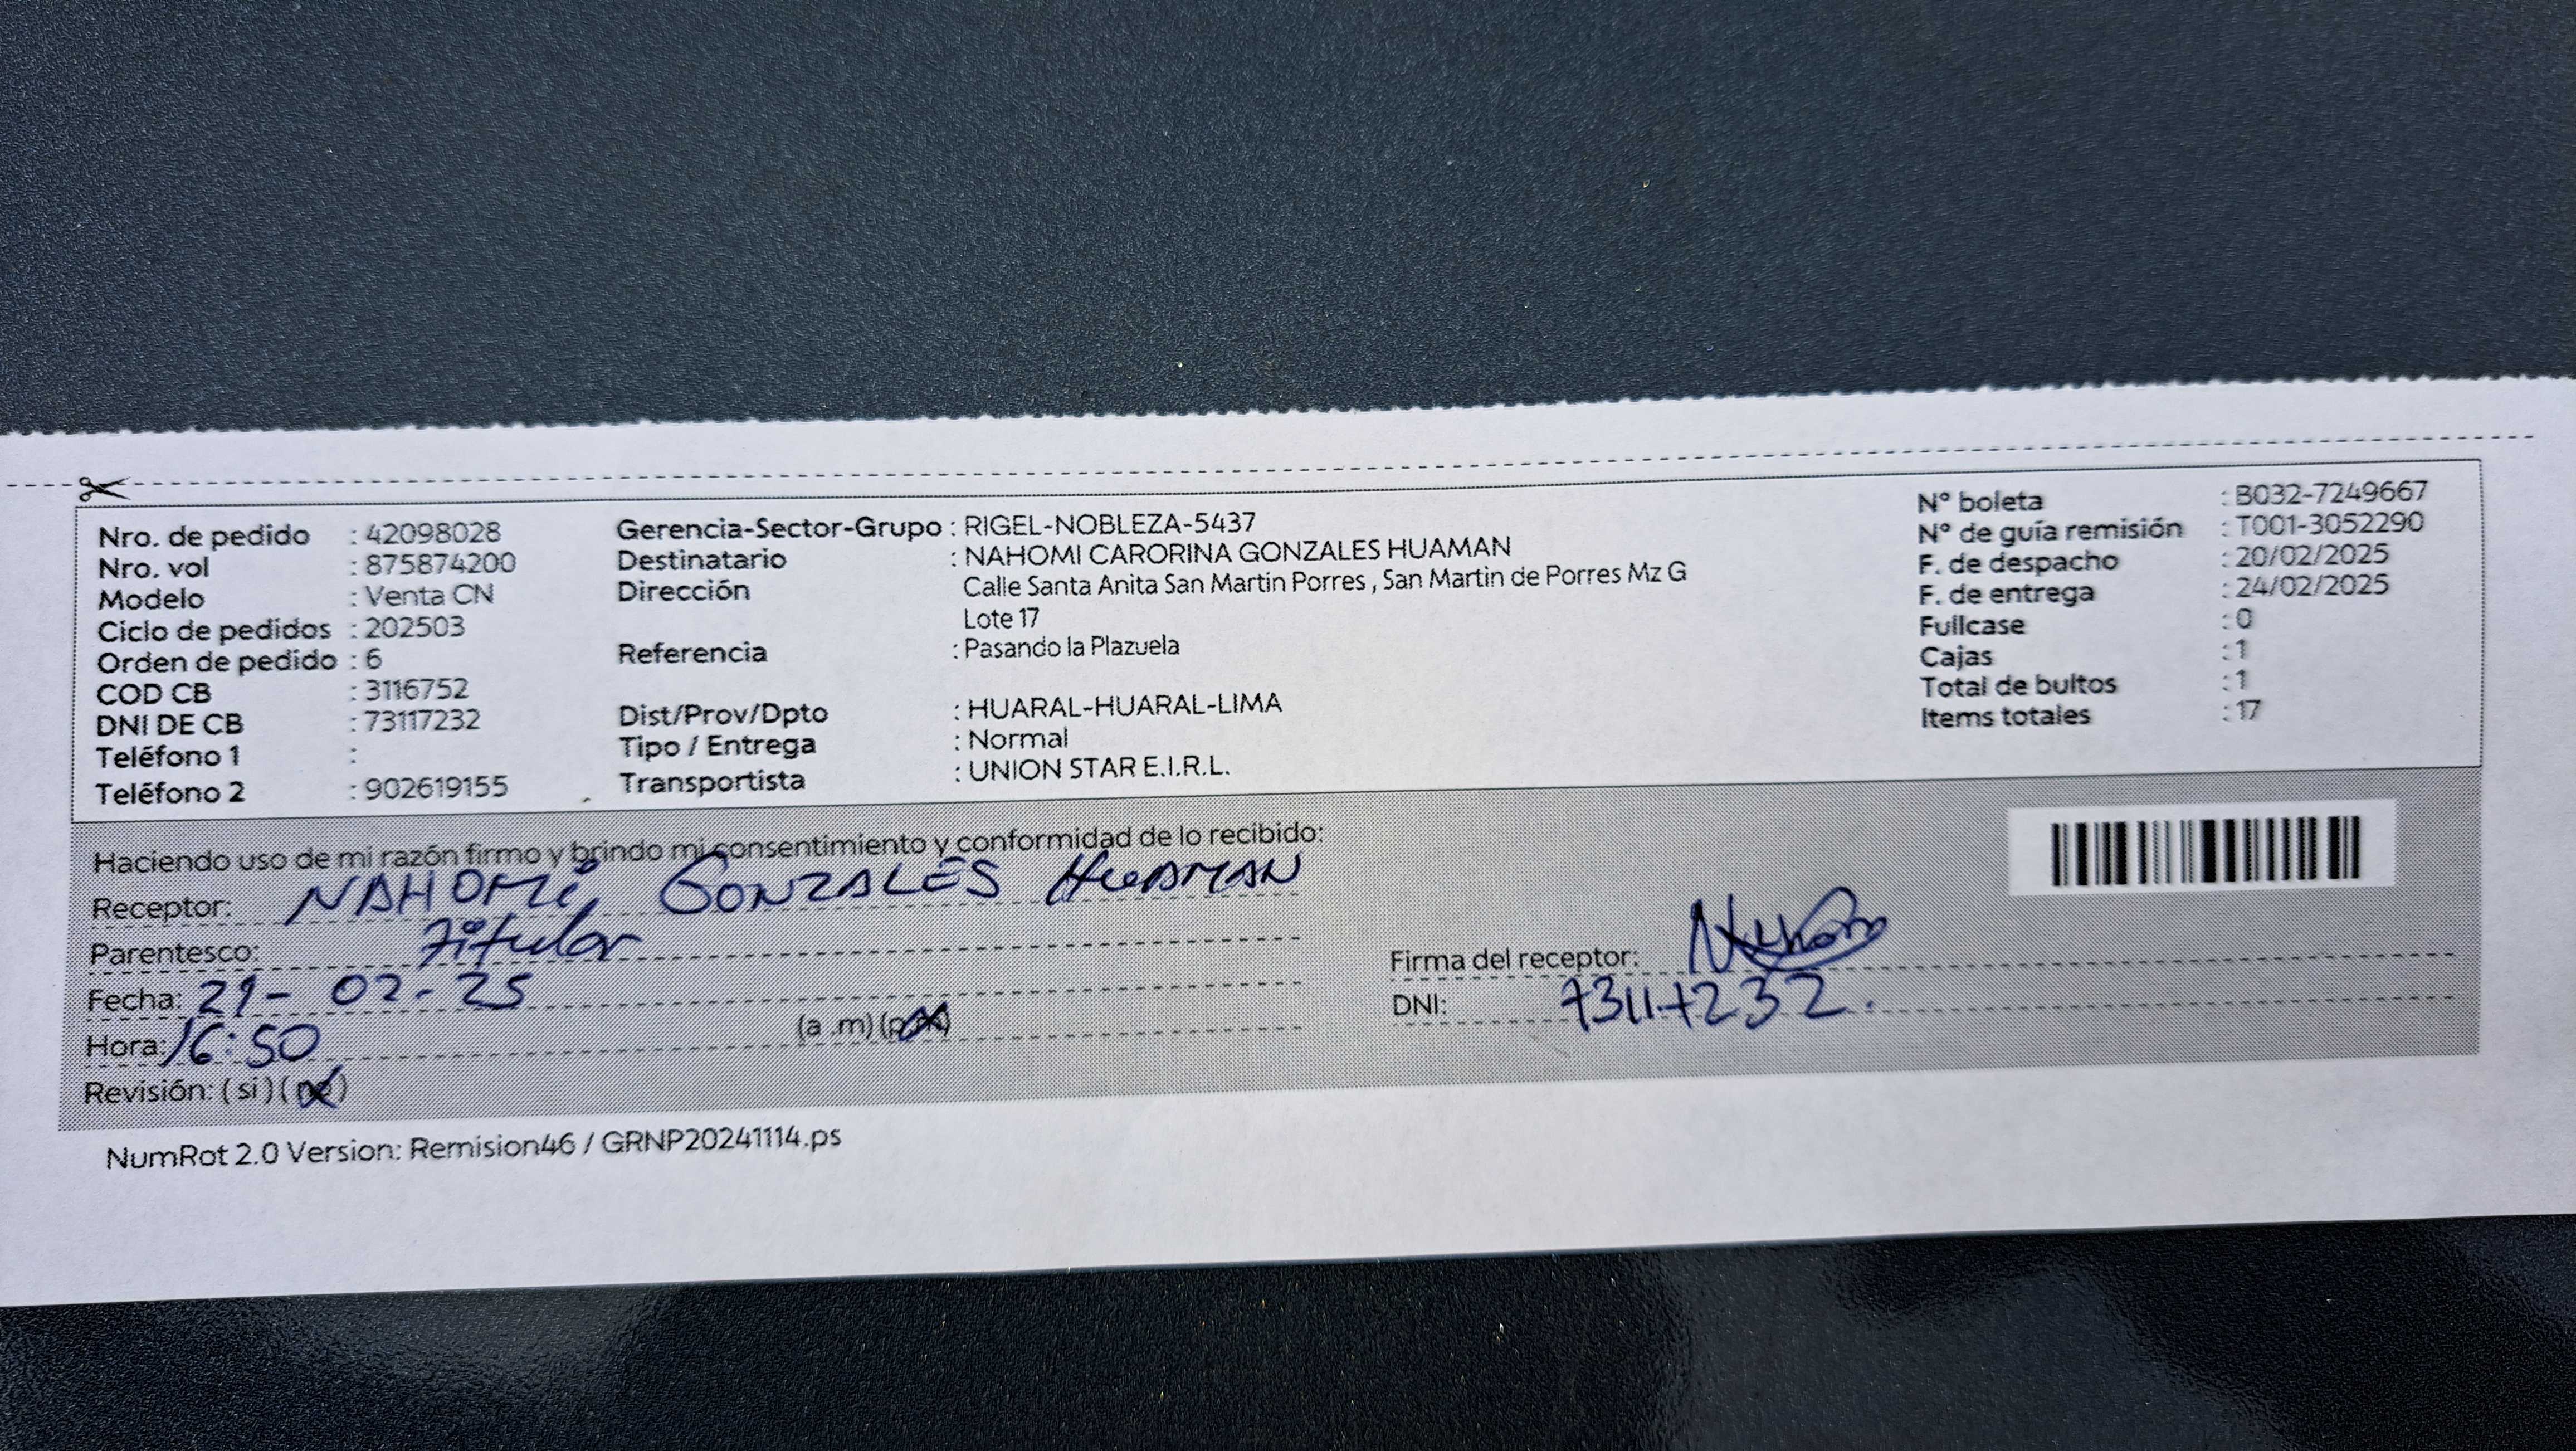 Nro. de pedido : 42098028
Nro. vol : 875874200
Modelo : Venta CN
Ciclo de pedidos : 202503
Orden de pedido : 6
COD CB : 3116752
DNI DE CB : 73117232
Teléfono 1 :
Teléfono 2 : 902619155
Gerencia-Sector-Grupo : RIGEL-NOBLEZA-5437
Destinatario : NAHOMI CARORINA GONZALES HUAMAN
Dirección Calle Santa Anita San Martin Porres , San Martin de Porres Mz G
Lote 17
Referencia : Pasando la Plazuela
Dist/Prov/Dpto : HUARAL-HUARAL-LIMA
Tipo / Entrega : Normal
Transportista : UNION STAR E.I.R.L.
N° boleta : B032-7249667
N° de guía remisión : T001-3052290
F. de despacho : 20/02/2025
F. de entrega : 24/02/2025
Fullcase : 0
Cajas : 1
Total de bultos : 1
Items totales : 17
Haciendo uso de mi razón firmo y brindo mi consentimiento y conformidad de lo recibido:
Receptor: NAHOMI GONZALES HUAMAN
Parentesco: Titular
Fecha: 21- 02- 25
Hora: 16:50 (a .m) (p.m)
Revisión: ( si ) ( no )
Firma del receptor:
DNI: 73117232.
NumRot 2.0 Version: Remision46 / GRNP20241114.ps